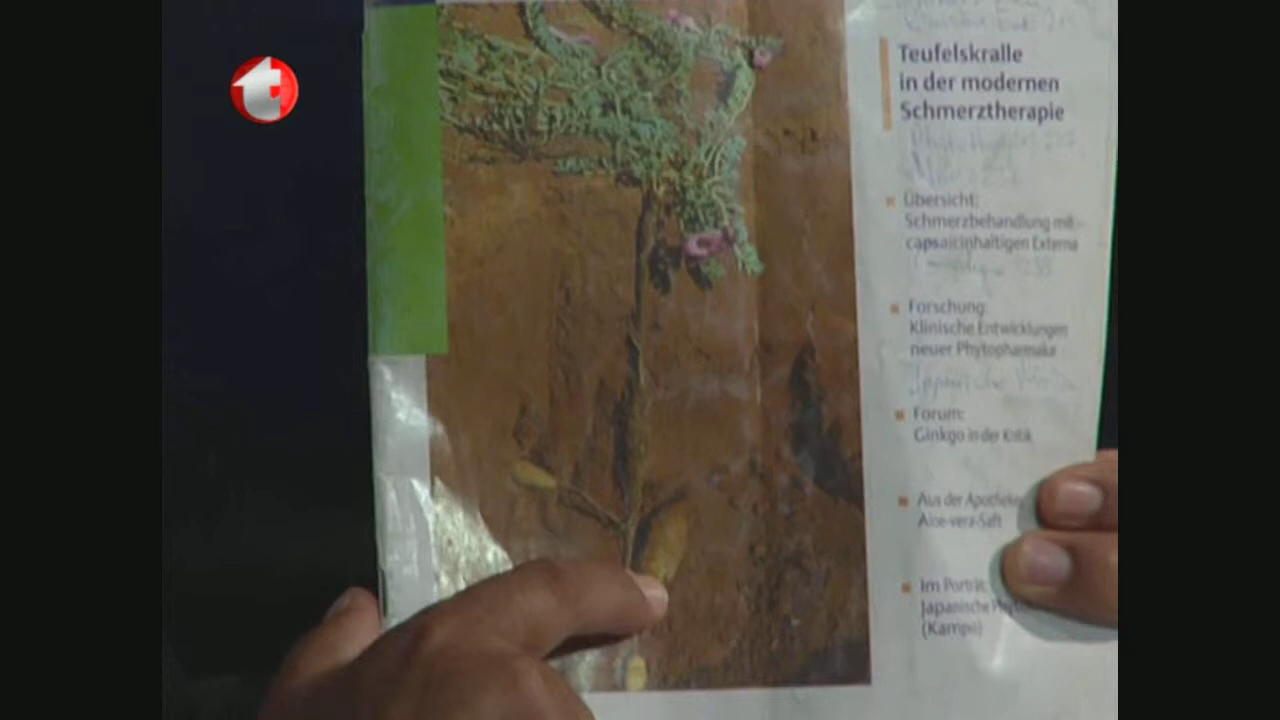 t
Teufelskralle
in der modernen
Schmerztherapie
Übersicht:
Schmerzbehandlung mit
capsaicinhaltigen Externa
Forschung:
Klinische Entwicklungen
neuer Phytopharmaka
Forum:
Ginkgo in der Kritik
Aus der Apotheke
Aloe-vera-Saft
Im Porträt:
Japanische
(Kampo)